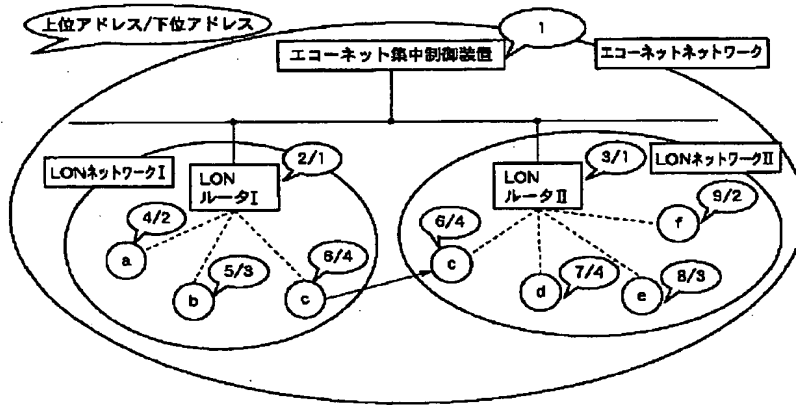 上位アドレス/下位アドレス
1
エコーネット集中制御装置
エコーネットネットワーク
LONネットワークⅠ
LON
ルータⅠ
2/1
LON
ルータⅡ
3/1
LONネットワークⅡ
4/2
a
5/3
b
6/4
c
6/4
c
7/4
d
8/3
e
9/2
f